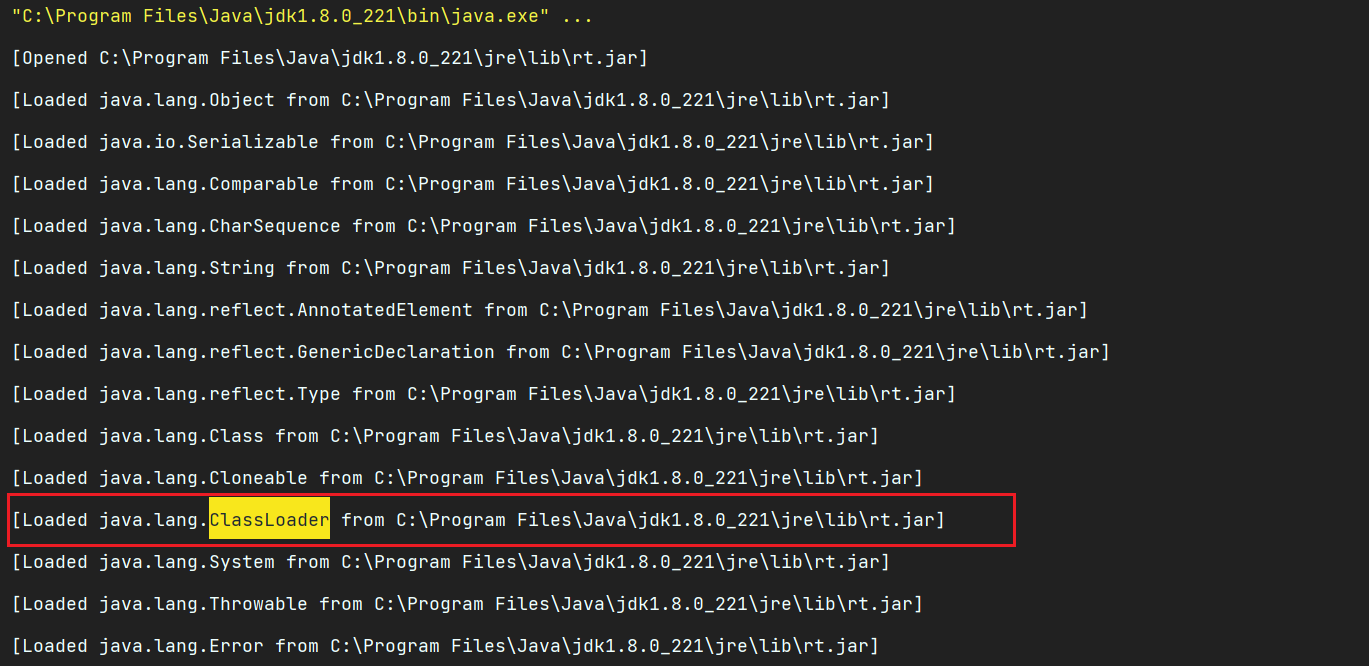 "C:\Program Files\Java\jdk1.8.0_221\bin\java.exe" ...
[Opened C:\Program Files\Java\jdk1.8.0_221\jre\lib\rt.jar]
[Loaded java.lang.Object from C:\Program Files\Java\jdk1.8.0_221\jre\lib\rt.jar]
[Loaded java.io.Serializable from C:\Program Files\Java\jdk1.8.0_221\jre\lib\rt.jar]
[Loaded java.lang.Comparable from C:\Program Files\Java\jdk1.8.0_221\jre\lib\rt.jar]
[Loaded java.lang.CharSequence from C:\Program Files\Java\jdk1.8.0_221\jre\lib\rt.jar]
[Loaded java.lang.String from C:\Program Files\Java\jdk1.8.0_221\jre\lib\rt.jar]
[Loaded java.lang.reflect.AnnotatedElement from C:\Program Files\Java\jdk1.8.0_221\jre\lib\rt.jar]
[Loaded java.lang.reflect.GenericDeclaration from C:\Program Files\Java\jdk1.8.0_221\jre\lib\rt.jar]
[Loaded java.lang.reflect.Type from C:\Program Files\Java\jdk1.8.0_221\jre\lib\rt.jar]
[Loaded java.lang.Class from C:\Program Files\Java\jdk1.8.0_221\jre\lib\rt.jar]
[Loaded java.lang.Cloneable from C:\Program Files\Java\jdk1.8.0_221\jre\lib\rt.jar]
[Loaded java.lang.ClassLoader from C:\Program Files\Java\jdk1.8.0_221\jre\lib\rt.jar]
[Loaded java.lang.System from C:\Program Files\Java\jdk1.8.0_221\jre\lib\rt.jar]
[Loaded java.lang.Throwable from C:\Program Files\Java\jdk1.8.0_221\jre\lib\rt.jar]
[Loaded java.lang.Error from C:\Program Files\Java\jdk1.8.0_221\jre\lib\rt.jar]